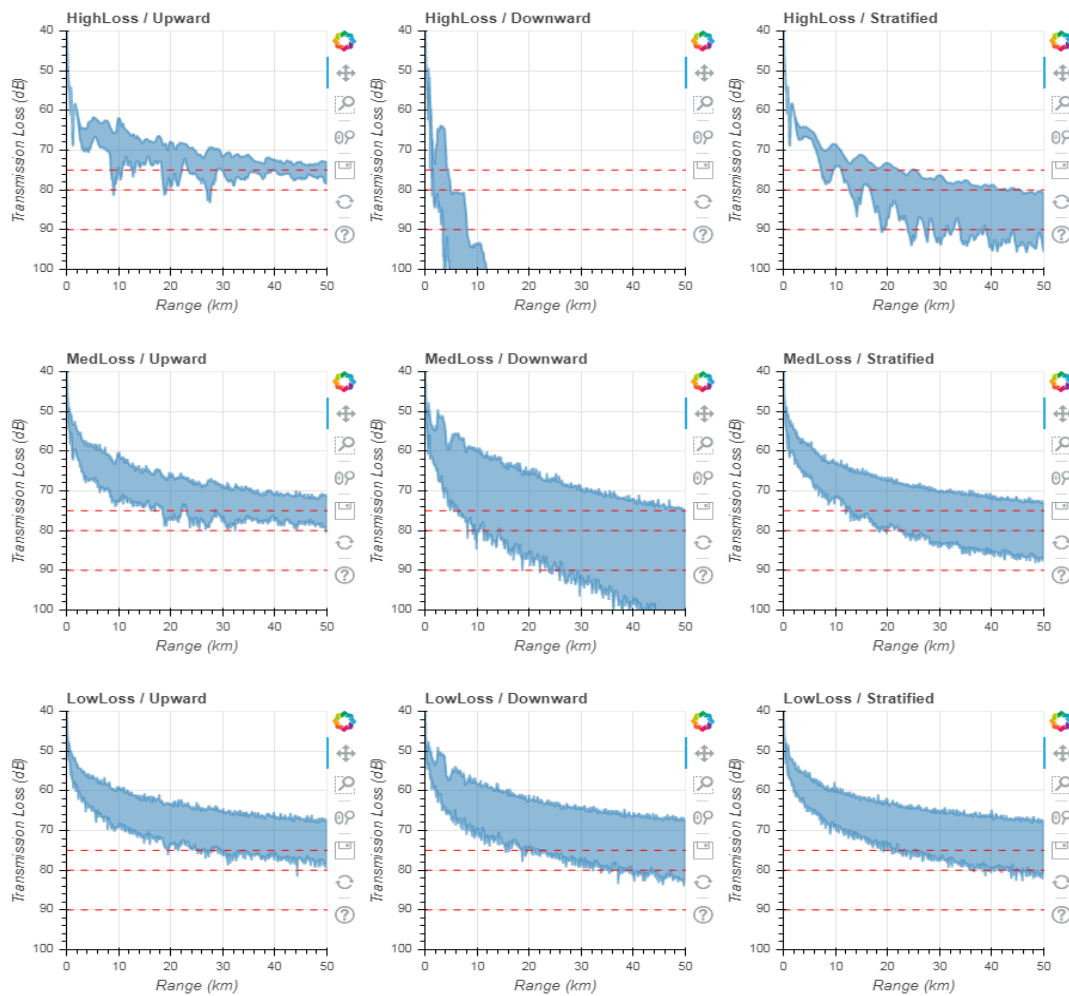 HighLoss / Upward
HighLoss / Downward
HighLoss / Stratified
40
50
60
70
80
90
100
Transmission Loss (dB)
0 10 20 30 40 50
Range (km)
40
50
60
70
80
90
100
Transmission Loss (dB)
0 10 20 30 40 50
Range (km)
40
50
60
70
80
90
100
Transmission Loss (dB)
0 10 20 30 40 50
Range (km)
MedLoss / Upward
MedLoss / Downward
MedLoss / Stratified
40
50
60
70
80
90
100
Transmission Loss (dB)
0 10 20 30 40 50
Range (km)
40
50
60
70
80
90
100
Transmission Loss (dB)
0 10 20 30 40 50
Range (km)
40
50
60
70
80
90
100
Transmission Loss (dB)
0 10 20 30 40 50
Range (km)
LowLoss / Upward
LowLoss / Downward
LowLoss / Stratified
40
50
60
70
80
90
100
Transmission Loss (dB)
0 10 20 30 40 50
Range (km)
40
50
60
70
80
90
100
Transmission Loss (dB)
0 10 20 30 40 50
Range (km)
40
50
60
70
80
90
100
Transmission Loss (dB)
0 10 20 30 40 50
Range (km)